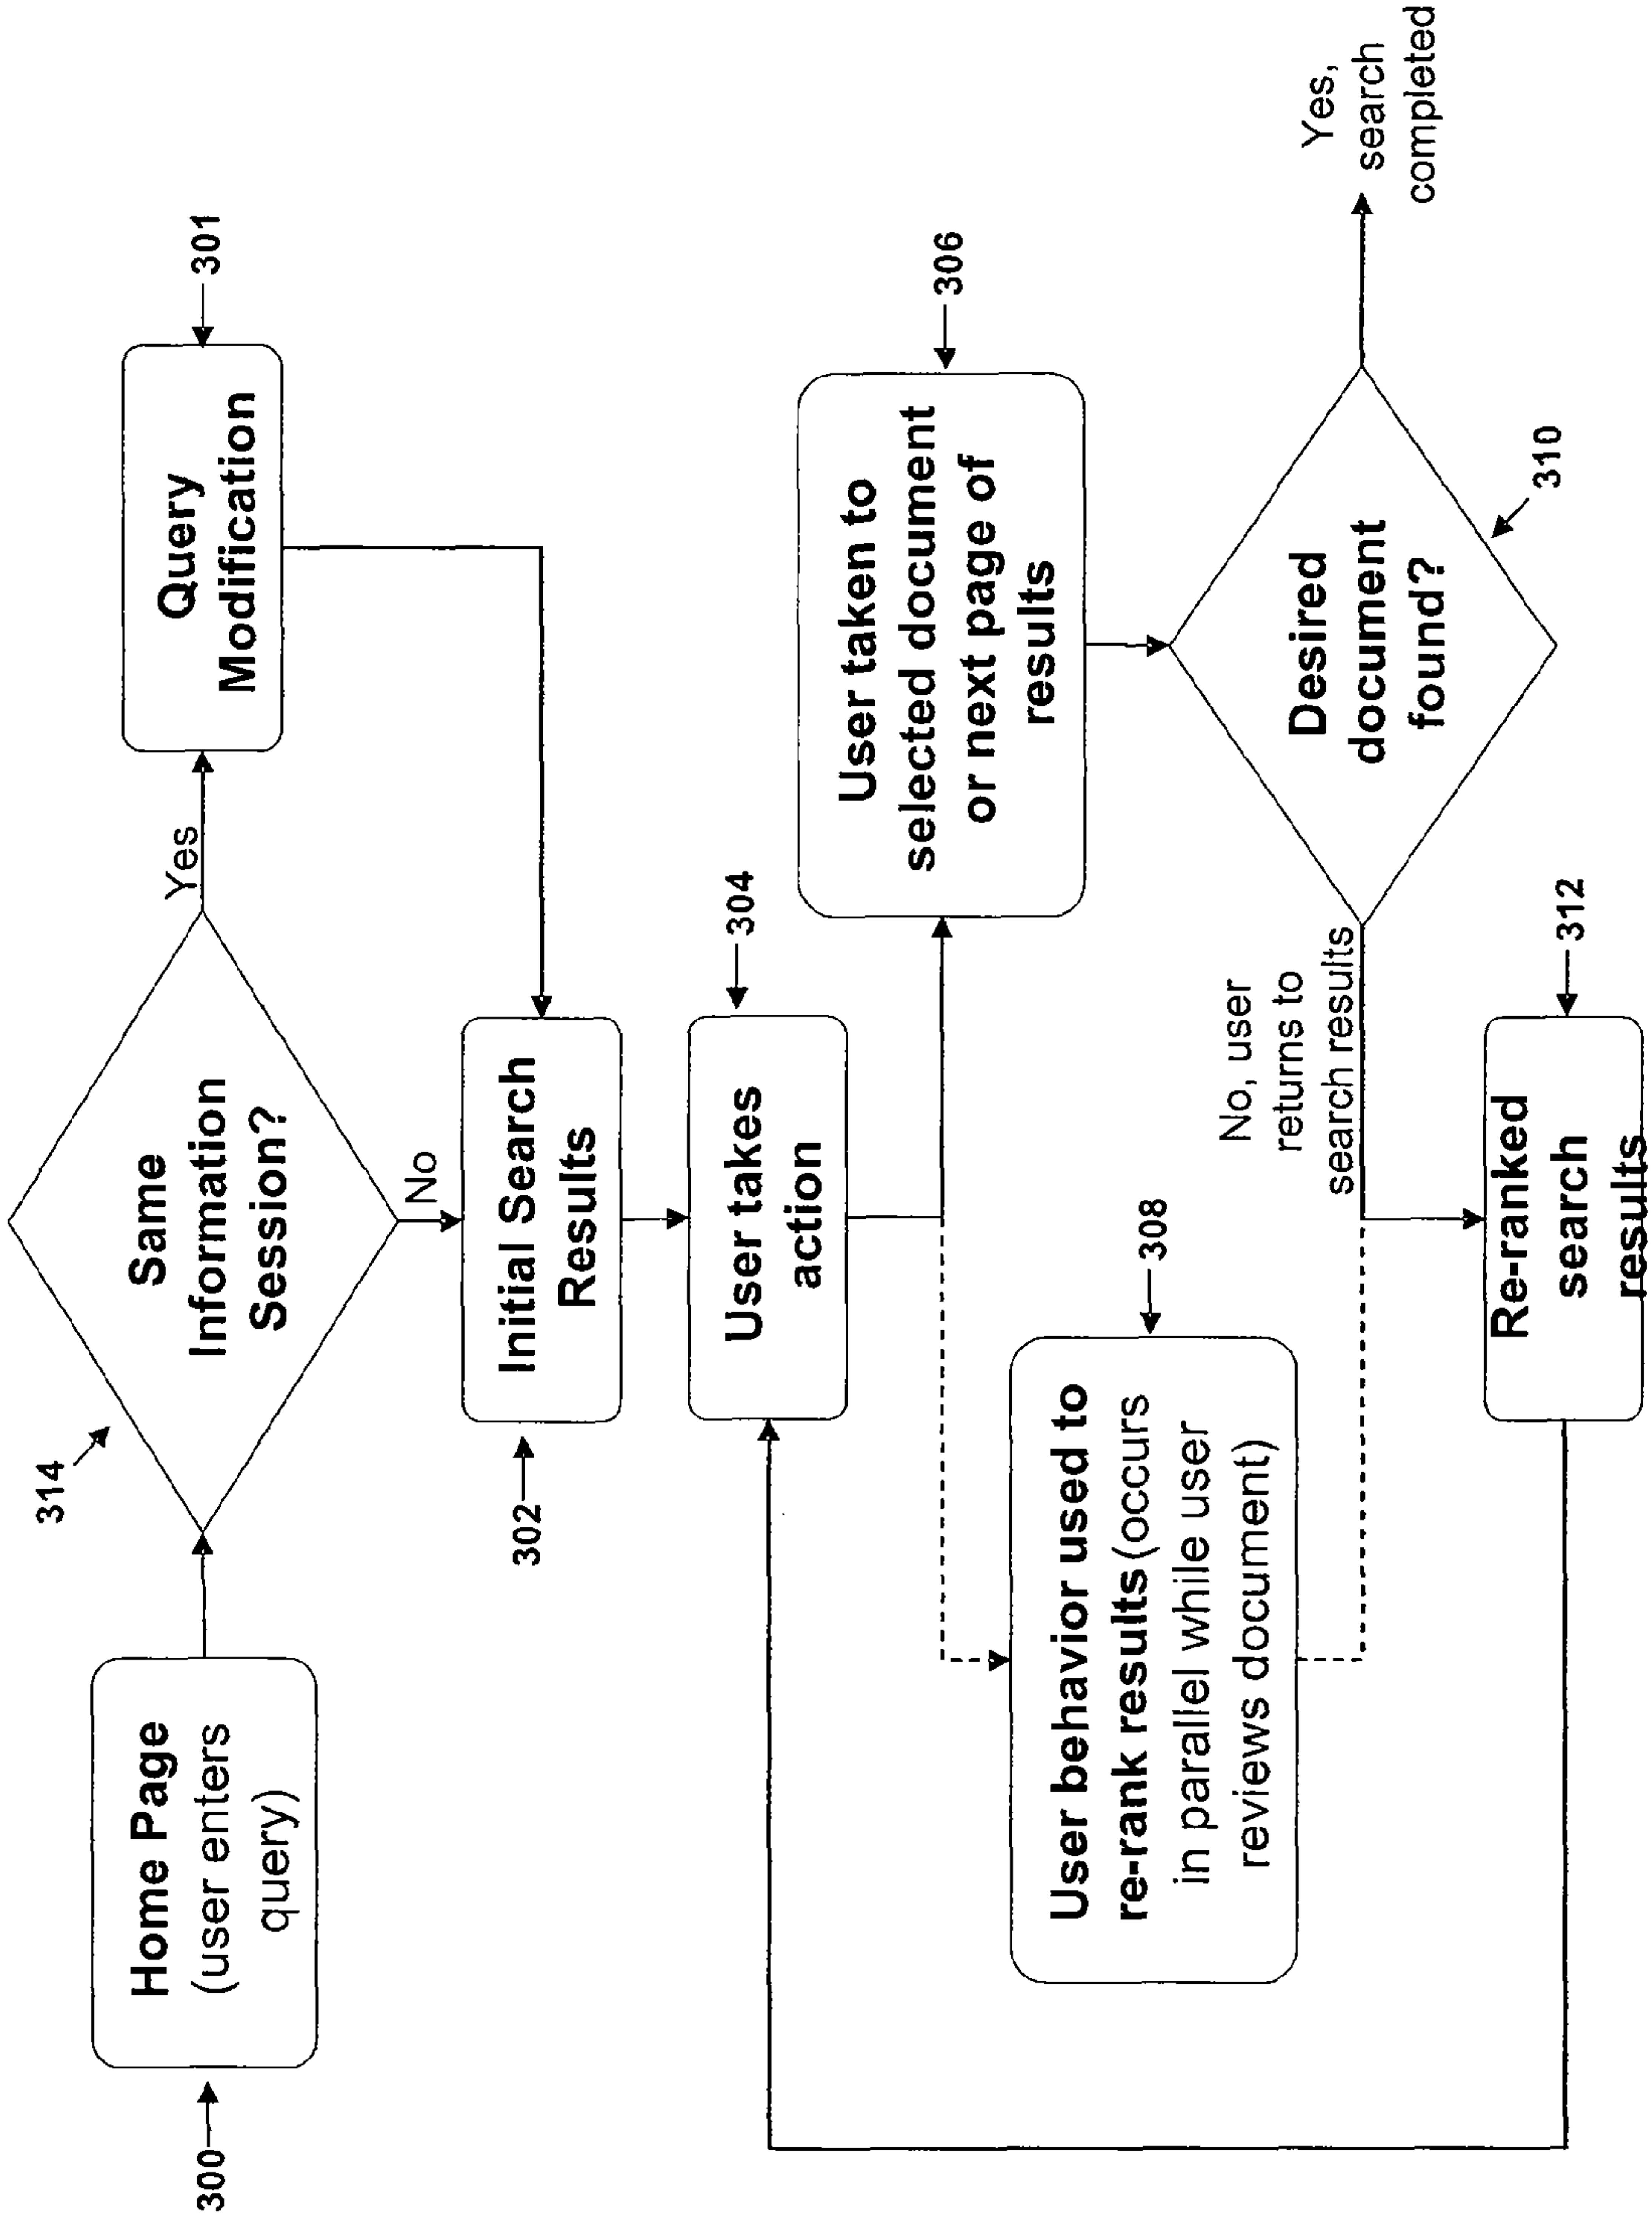 300
Home Page
(user enters
query)
314
Same
Information
Session?
Yes
301
Query
Modification
No
302
Initial Search
Results
304
User takes
action
306
User taken to
selected document
or next page of
results
308
User behavior used to
re-rank results (occurs
in parallel while user
reviews document)
310
Desired
document
found?
Yes,
search
completed
No, user
returns to
search results
312
Re-ranked
search
results